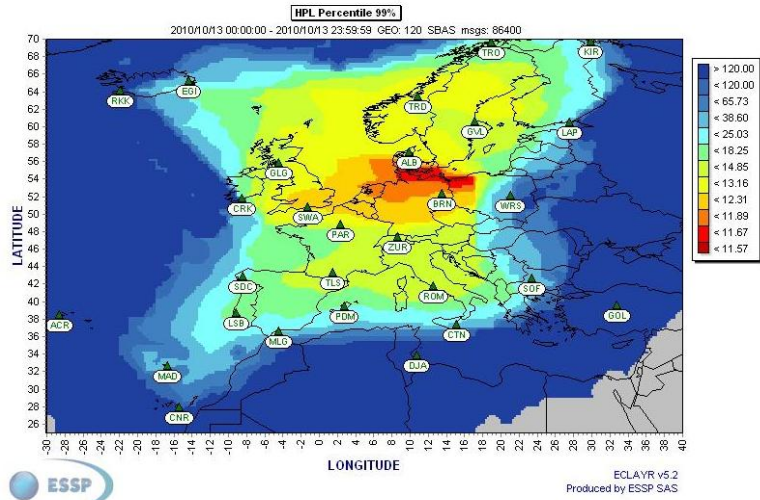 HPL Percentile 99%
2010/10/13 00:00:00 - 2010/10/13 23:59:59 GEO: 120 SBAS msgs: 86400
70
68
66
64
62
60
58
56
54
52
50
48
46
44
42
40
38
36
34
32
30
28
26
LATITUDE
TRO
KIR
EGI
RKK
TRD
GVL
LAP
ALB
GLG
CRK
SWA
BRN
WRS
PAR
ZUR
SDC
TLS
ROM
SOF
ACR
LSB
PDM
GOL
MLG
CTN
MAD
DJA
CNR
> 120.00
< 120.00
< 65.73
< 38.60
< 25.03
< 18.25
< 14.85
< 13.16
< 12.31
< 11.89
< 11.67
< 11.57
-30 -28 -26 -24 -22 -20 -18 -16 -14 -12 -10 -8 -6 -4 -2 0 2 4 6 8 10 12 14 16 18 20 22 24 26 28 30 32 34 36 38 40
LONGITUDE
ESSP
ECLAYR v5.2
Produced by ESSP SAS